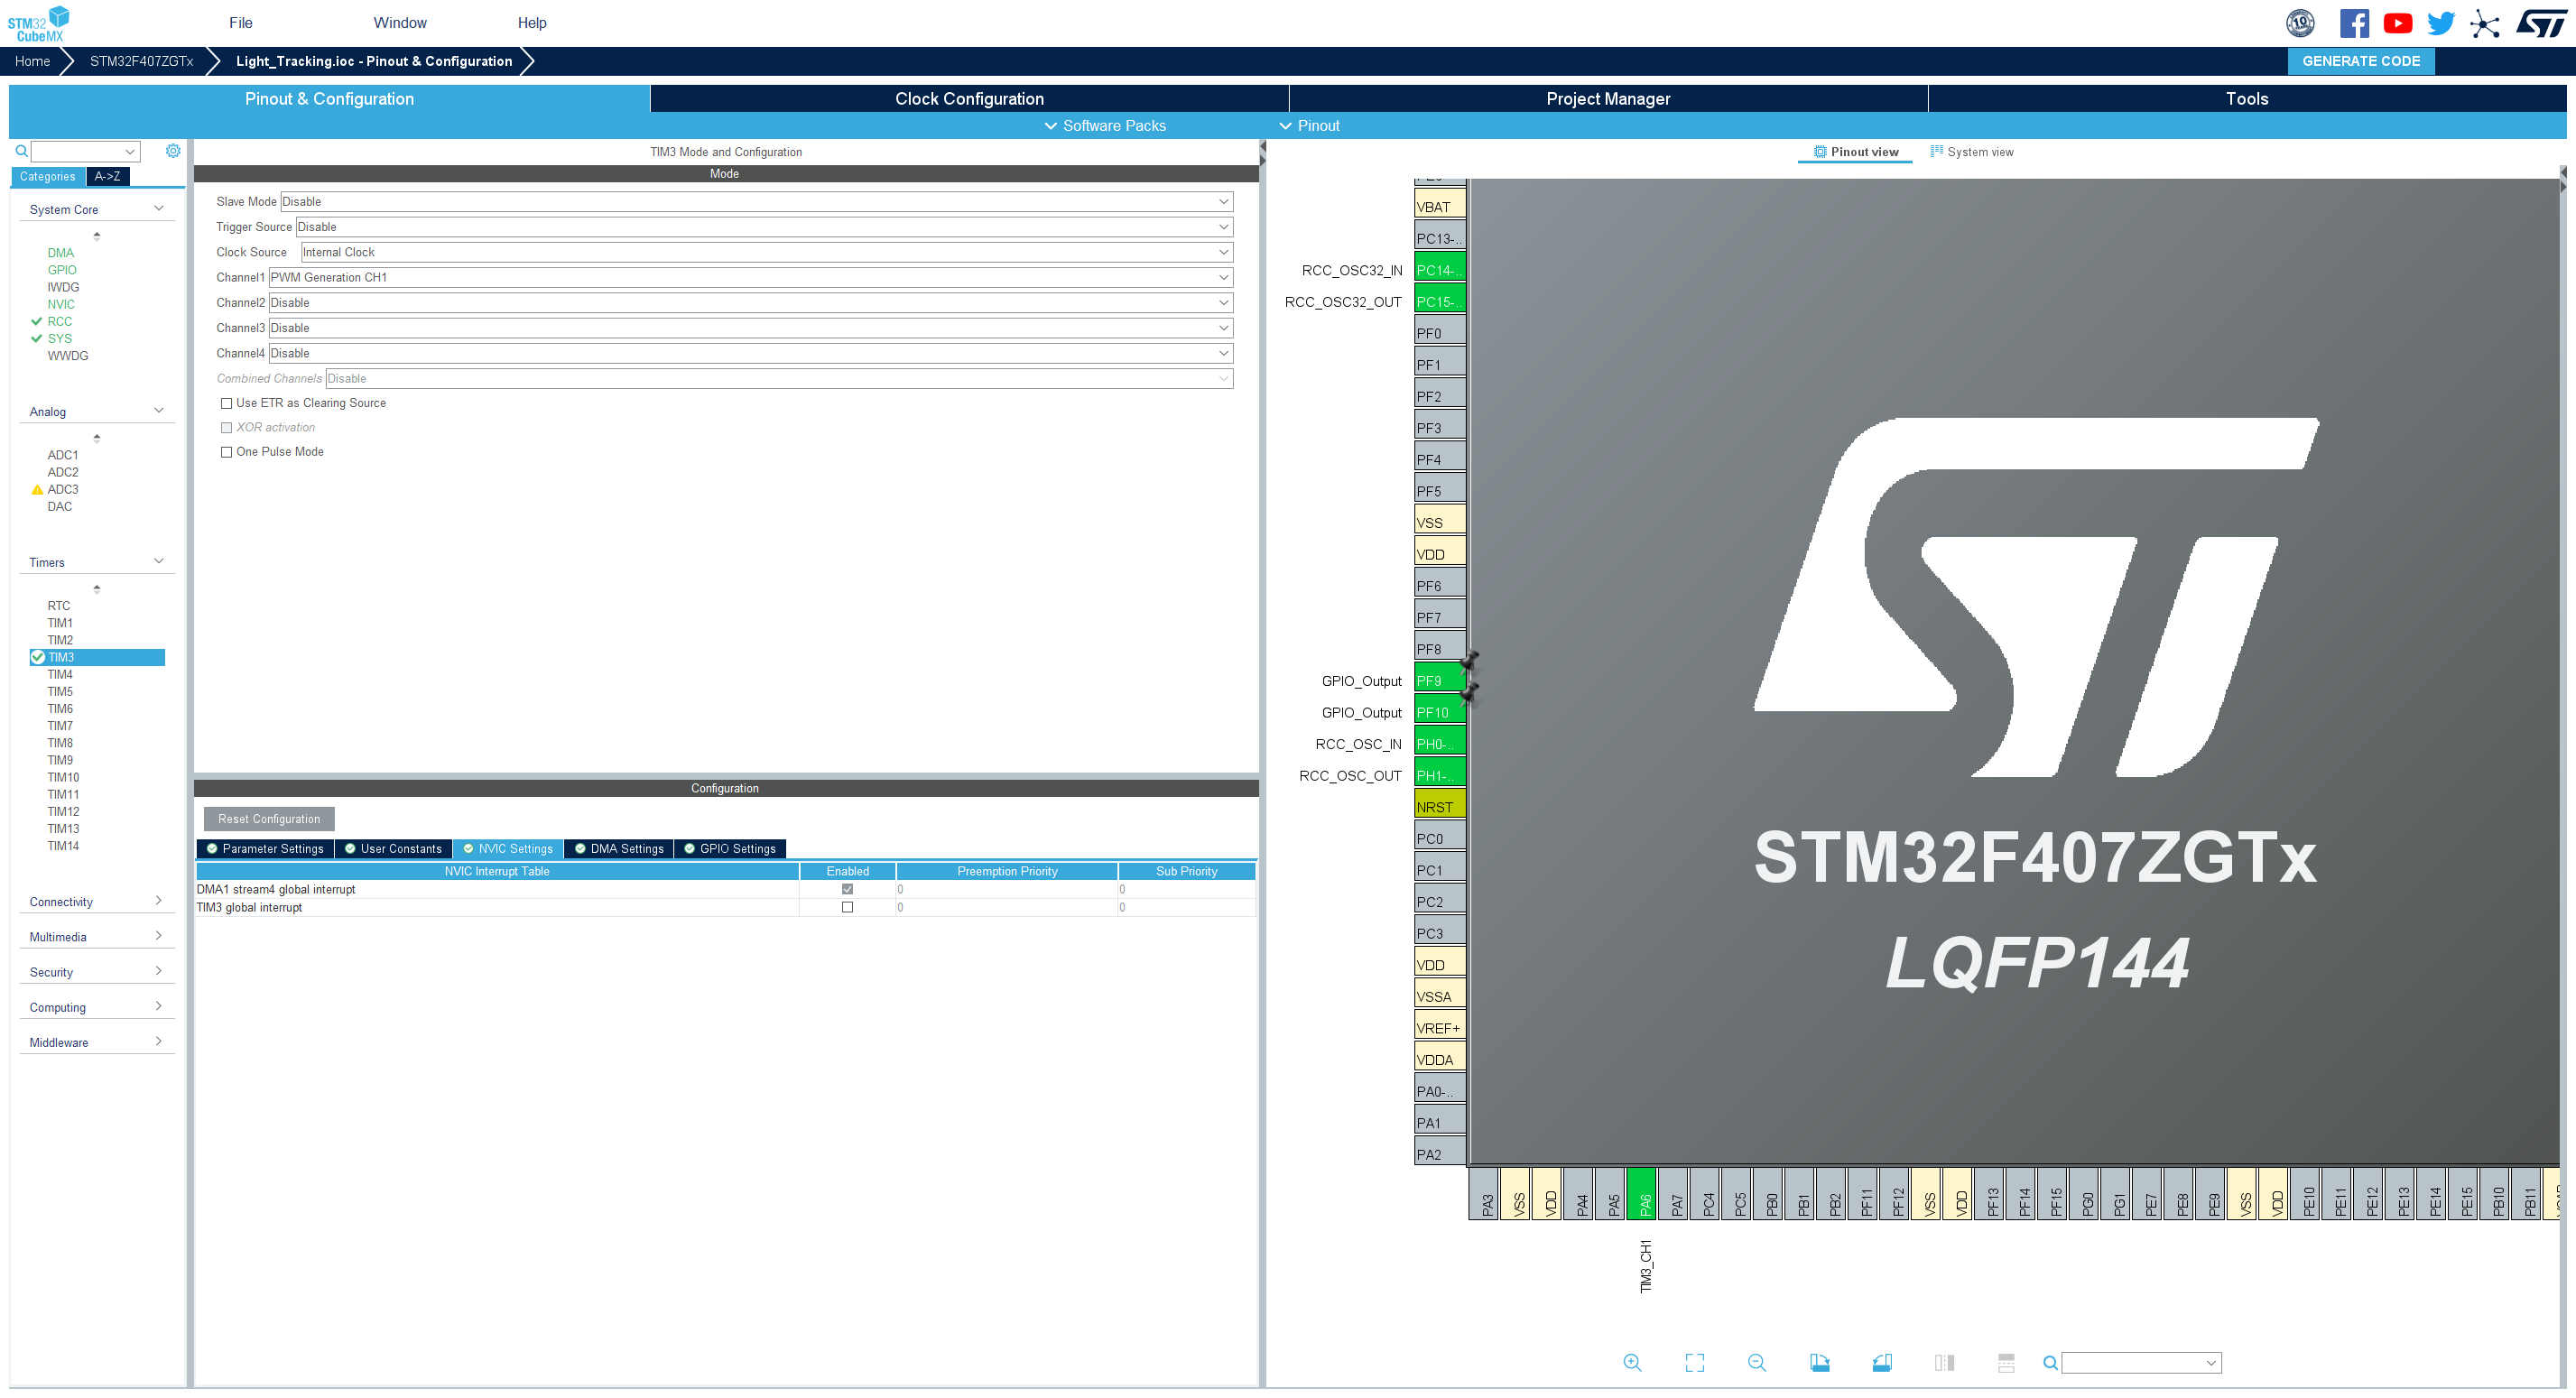 STM32
CubeMX
File
Window
Help
10
Home
STM32F407ZGTx
Light_Tracking.ioc - Pinout & Configuration
GENERATE CODE
Pinout & Configuration
Clock Configuration
Project Manager
Tools
Software Packs
Pinout
Categories
A->Z
System Core
DMA
GPIO
IWDG
NVIC
RCC
SYS
WWDG
Analog
ADC1
ADC2
ADC3
DAC
Timers
RTC
TIM1
TIM2
TIM3
TIM4
TIM5
TIM6
TIM7
TIM8
TIM9
TIM10
TIM11
TIM12
TIM13
TIM14
Connectivity
Multimedia
Security
Computing
Middleware
TIM3 Mode and Configuration
Mode
Slave Mode Disable
Trigger Source Disable
Clock Source Internal Clock
Channel1 PWM Generation CH1
Channel2 Disable
Channel3 Disable
Channel4 Disable
Combined Channels Disable
Use ETR as Clearing Source
XOR activation
One Pulse Mode
Configuration
Reset Configuration
Parameter Settings
User Constants
NVIC Settings
DMA Settings
GPIO Settings
NVIC Interrupt Table Enabled Preemption Priority Sub Priority
DMA1 stream4 global interrupt 0 0
TIM3 global interrupt 0 0
Pinout view
System view
VBAT
PC13-..
RCC_OSC32_IN PC14-..
RCC_OSC32_OUT PC15-..
PF0
PF1
PF2
PF3
PF4
PF5
VSS
VDD
PF6
PF7
PF8
GPIO_Output PF9
GPIO_Output PF10
RCC_OSC_IN PH0-..
RCC_OSC_OUT PH1-..
NRST
PC0
PC1
PC2
PC3
VDD
VSSA
VREF+
VDDA
PA0-..
PA1
PA2
ST
STM32F407ZGTx
LQFP144
PA3
VSS
VDD
PA4
PA5
PA6
PA7
PC4
PC5
PB0
PB1
PB2
PF11
PF12
VSS
VDD
PF13
PF14
PF15
PG0
PG1
PE7
PE8
PE9
VSS
VDD
PE10
PE11
PE12
PE13
PE14
PE15
PB10
PB11
TIM3_CH1